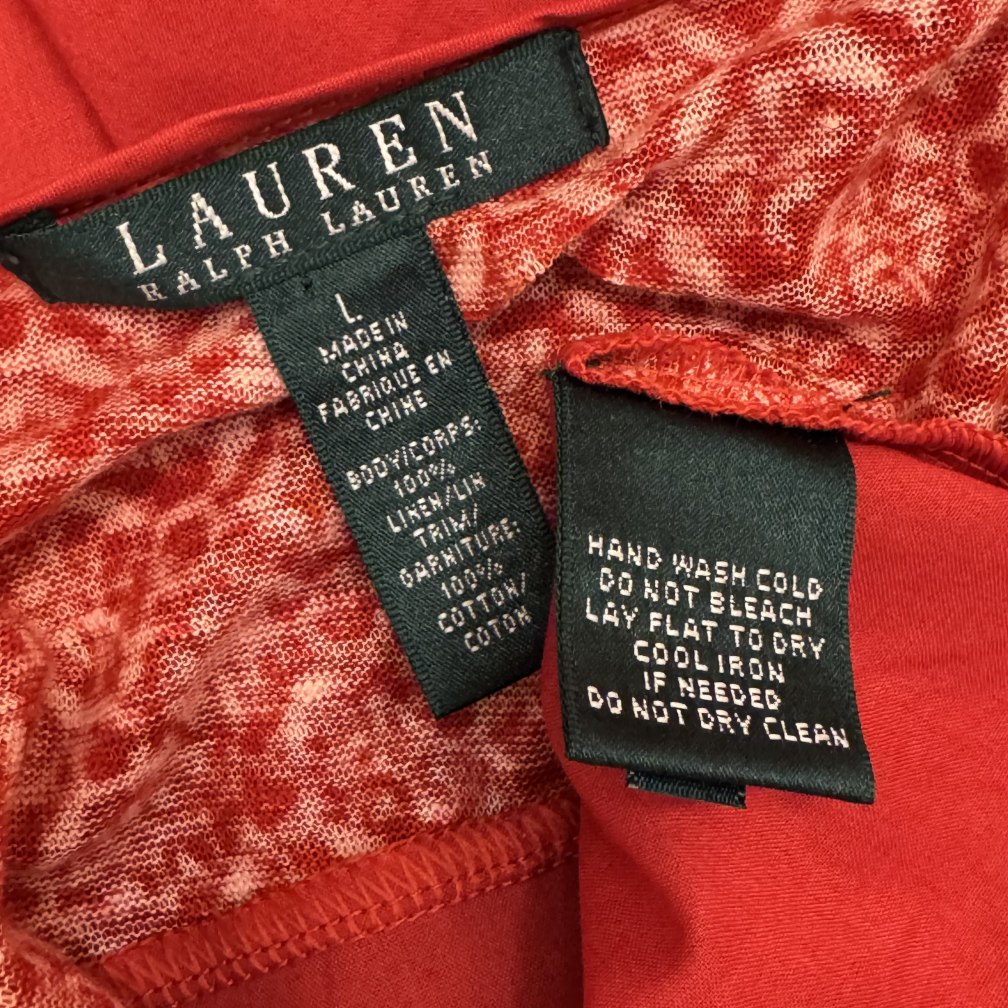 LAUREN
RALPH LAUREN
L
MADE IN
CHINA
FABRIQUE EN
CHINE
BODY/CORPS:
100%
LINEN/LIN
TRIM/
GARNITURE:
100%
COTTON/
COTON
HAND WASH COLD
DO NOT BLEACH
LAY FLAT TO DRY
COOL IRON
IF NEEDED
DO NOT DRY CLEAN